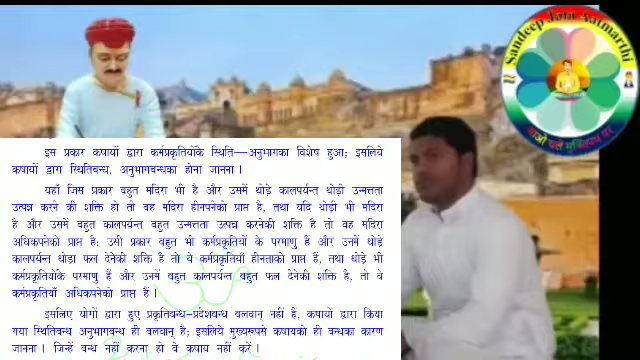 Sandeep Jain Aatmarthi
आओ चलें मुक्तिपथ पर
इस प्रकार कषायों द्वारा कर्मप्रकृतियोंके स्थिति—अनुभागका विशेष हुआ; इसलिये
कषायों द्वारा स्थितिबन्ध, अनुभागबन्धका होना जानना ।
यहाँ जिस प्रकार बहुत मदिरा भी है और उसमें थोड़े कालपर्यन्त थोड़ी उन्मत्तता
उत्पन्न करने की शक्ति हो तो वह मदिरा हीनपनेको प्राप्त है, तथा यदि थोड़ी भी मदिरा
है और उसमें बहुत कालपर्यन्त बहुत उन्मत्तता उत्पन्न करनेकी शक्ति है तो वह मदिरा
अधिकपनेको प्राप्त है; उसी प्रकार बहुत भी कर्मप्रकृतियों के परमाणु हैं और उनमें थोड़े
कालपर्यन्त थोड़ा फल देनेकी शक्ति है तो वे कर्मप्रकृतियाँ हीनताको प्राप्त हैं, तथा थोड़े भी
कर्मप्रकृतियोंके परमाणु हैं और उनमें बहुत कालपर्यन्त बहुत फल देनेकी शक्ति है, तो वे
कर्मप्रकृतियाँ अधिकपनेको प्राप्त हैं ।
इसलिए योगों द्वारा हुए प्रकृतिबन्ध-प्रदेशबन्ध बलवान् नहीं हैं, कषायों द्वारा किया
गया स्थितिबन्ध अनुभागबन्ध ही बलवान है; इसलिये मुख्यरूपसे कषायको ही बन्धका कारण
जानना । जिन्हें बन्ध नहीं करना हो वे कषाय नहीं करें ।